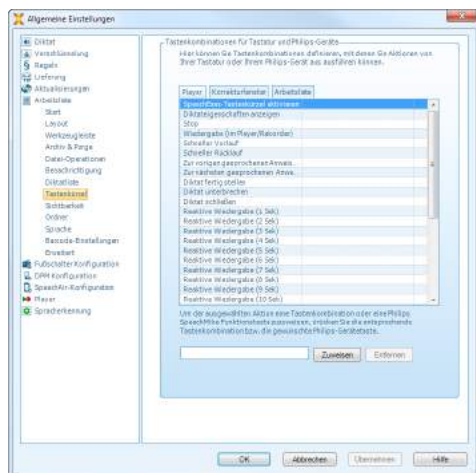 Allgemeine Einstellungen
Diktat
Verschlüsselung
Regeln
Lieferung
Aktualisierungen
Arbeitsliste
Start
Layout
Werkzeugleiste
Archiv & Purge
Datei-Operationen
Benachrichtigung
Diktatliste
Tastenkürzel
Sichtbarkeit
Ordner
Sprache
Barcode-Einstellungen
Erweitert
Fußschalter Konfiguration
DPM Konfiguration
SpeechAir-Konfiguration
Player
Spracherkennung
Tastenkombinationen für Tastatur und Philips-Geräte
Hier können Sie Tastenkombinationen definieren, mit denen Sie Aktionen von
Ihrer Tastatur oder Ihrem Philips-Gerät aus ausführen können.
Player Korrekturfenster Arbeitsliste
SpeechExec-Tastenkürzel aktivieren
Diktateigenschaften anzeigen
Stop
Wiedergabe (im Player/Rekorder)
Schneller Vorlauf
Schneller Rücklauf
Zur vorigen gesprochenen Anweis...
Zur nächsten gesprochenen Anwe...
Diktat fertig stellen
Diktat unterbrechen
Diktat schließen
Reaktive Wiedergabe (1 Sek)
Reaktive Wiedergabe (2 Sek)
Reaktive Wiedergabe (3 Sek)
Reaktive Wiedergabe (4 Sek)
Reaktive Wiedergabe (5 Sek)
Reaktive Wiedergabe (6 Sek)
Reaktive Wiedergabe (7 Sek)
Reaktive Wiedergabe (8 Sek)
Reaktive Wiedergabe (9 Sek)
Reaktive Wiedergabe (10 Sek)
Um der ausgewählten Aktion eine Tastenkombination oder eine Philips
SpeechMike Funktionstaste zuzuweisen, drücken Sie die entsprechende
Tastenkombination bzw. die gewünschte Philips-Gerätetaste.
Zuweisen Entfernen
OK Abbrechen Übernehmen Hilfe